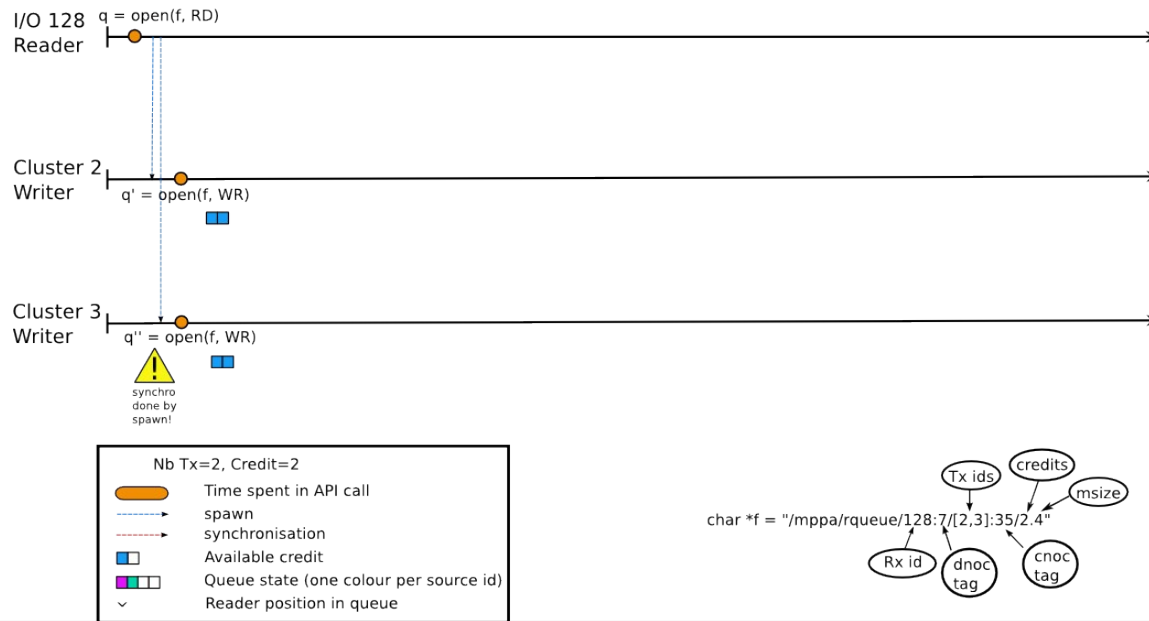 I/O 128
Reader
q = open(f, RD)
Cluster 2
Writer
q' = open(f, WR)
Cluster 3
Writer
q'' = open(f, WR)
!
synchro
done by
spawn!
Nb Tx=2, Credit=2
Time spent in API call
spawn
synchronisation
Available credit
Queue state (one colour per source id)
Reader position in queue
Tx ids
credits
msize
char *f = "/mppa/rqueue/128:7/[2,3]:35/2.4"
Rx id
dnoc
tag
cnoc
tag